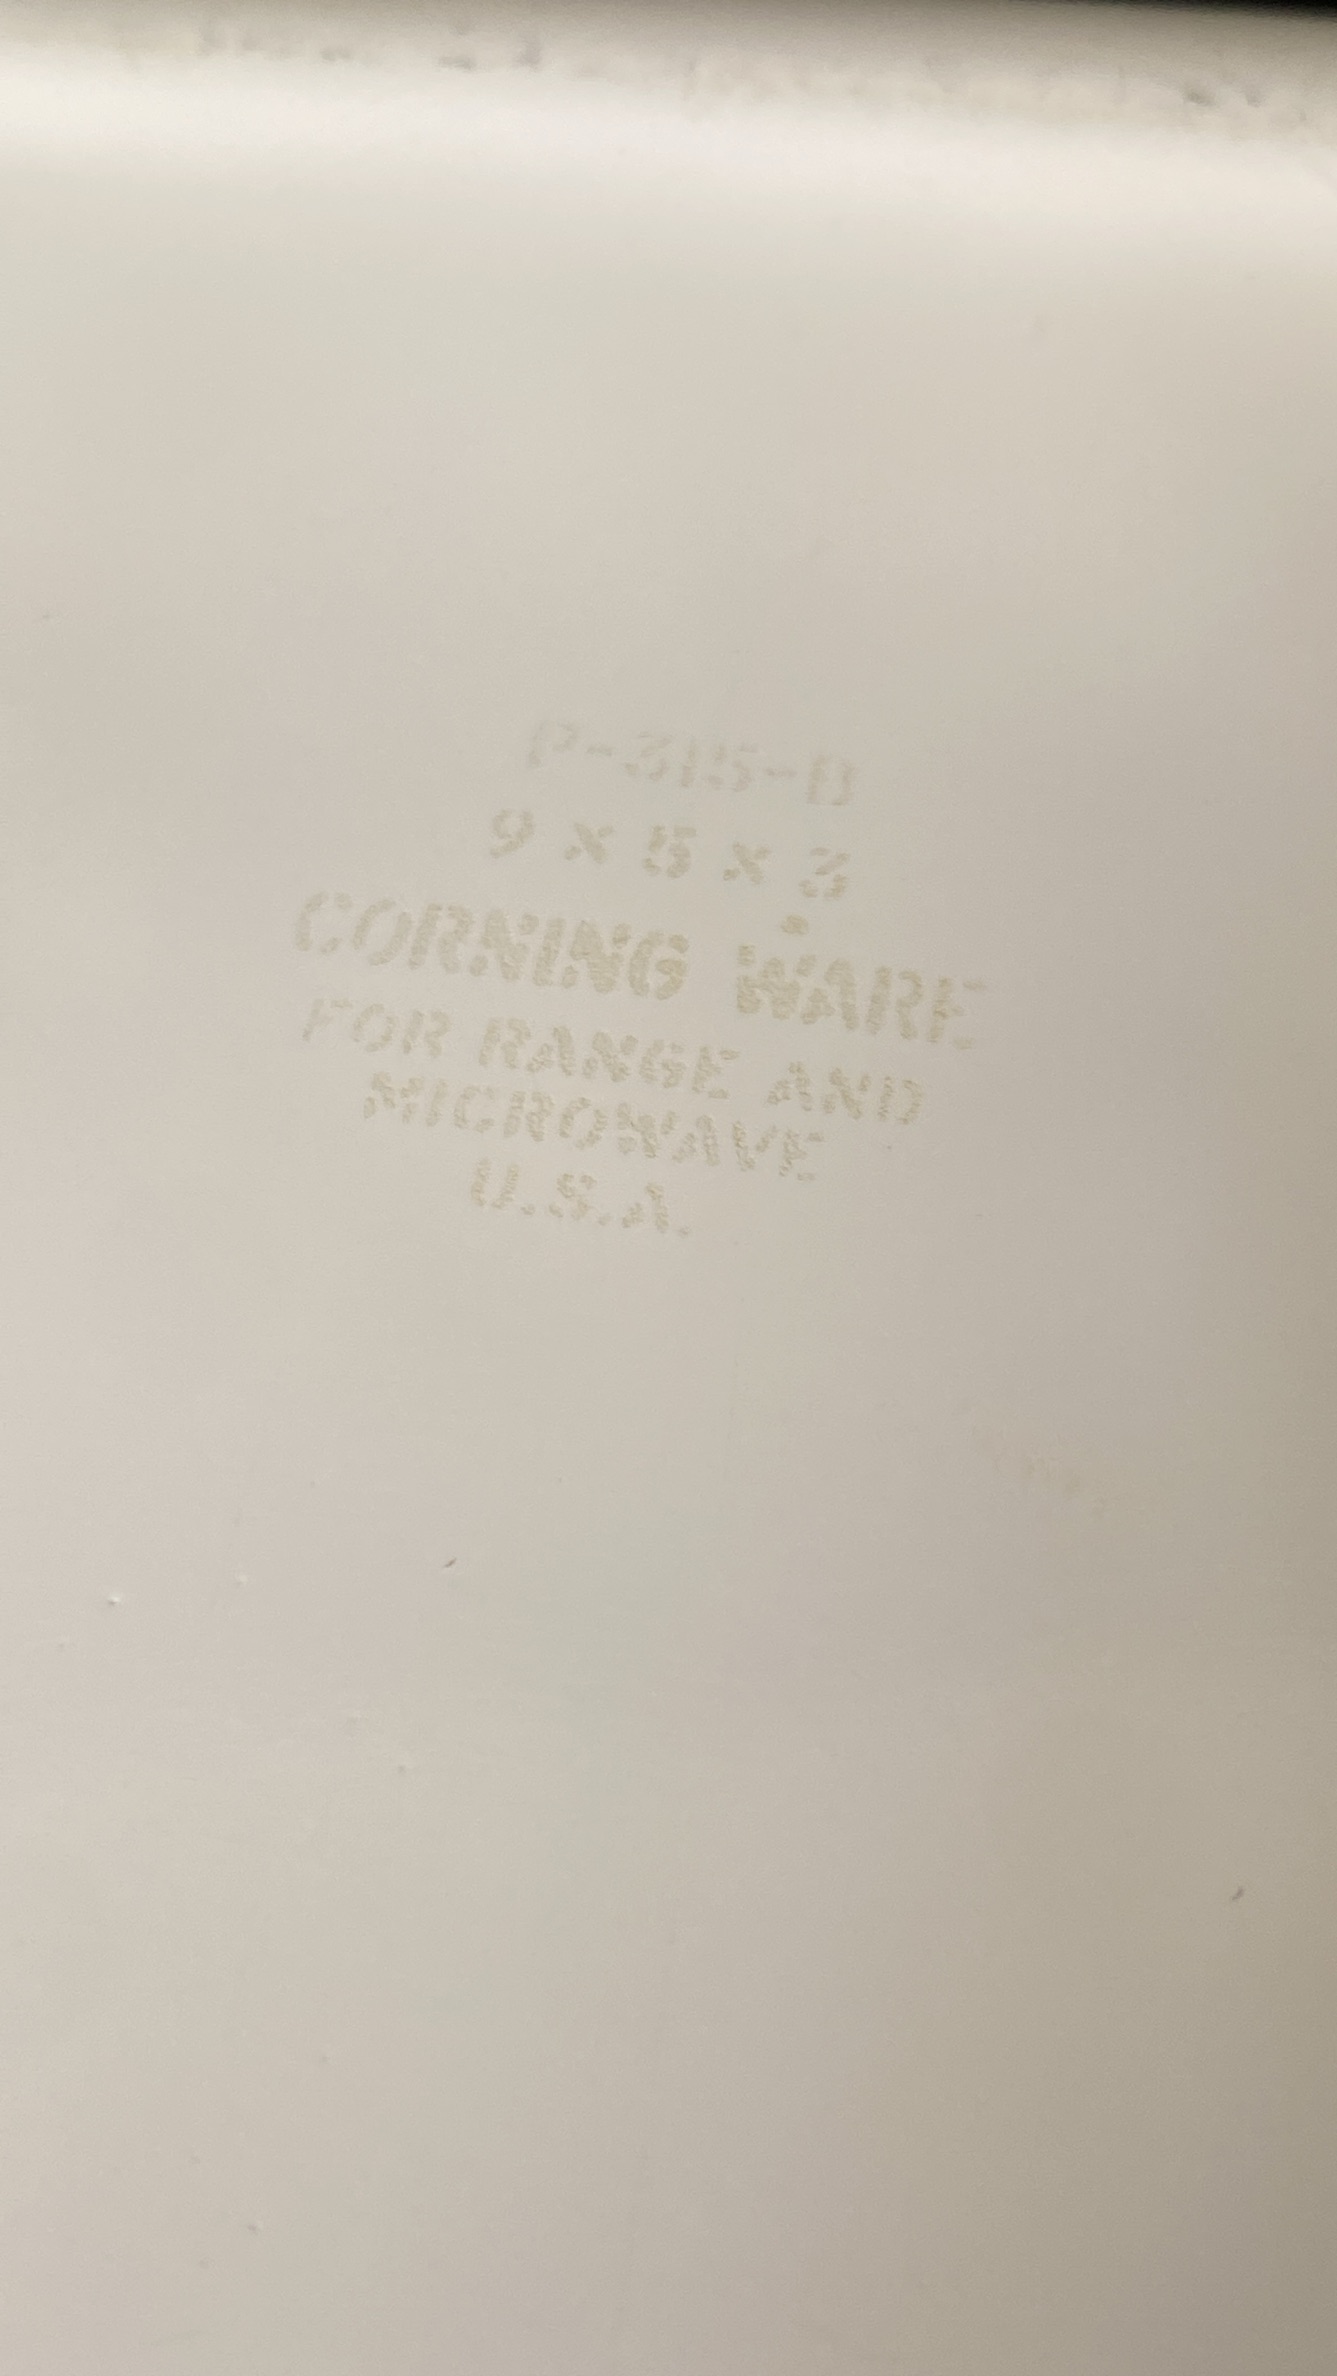 P-315-B
9 x 5 x 3
CORNING WARE
FOR RANGE AND
MICROWAVE
U.S.A.